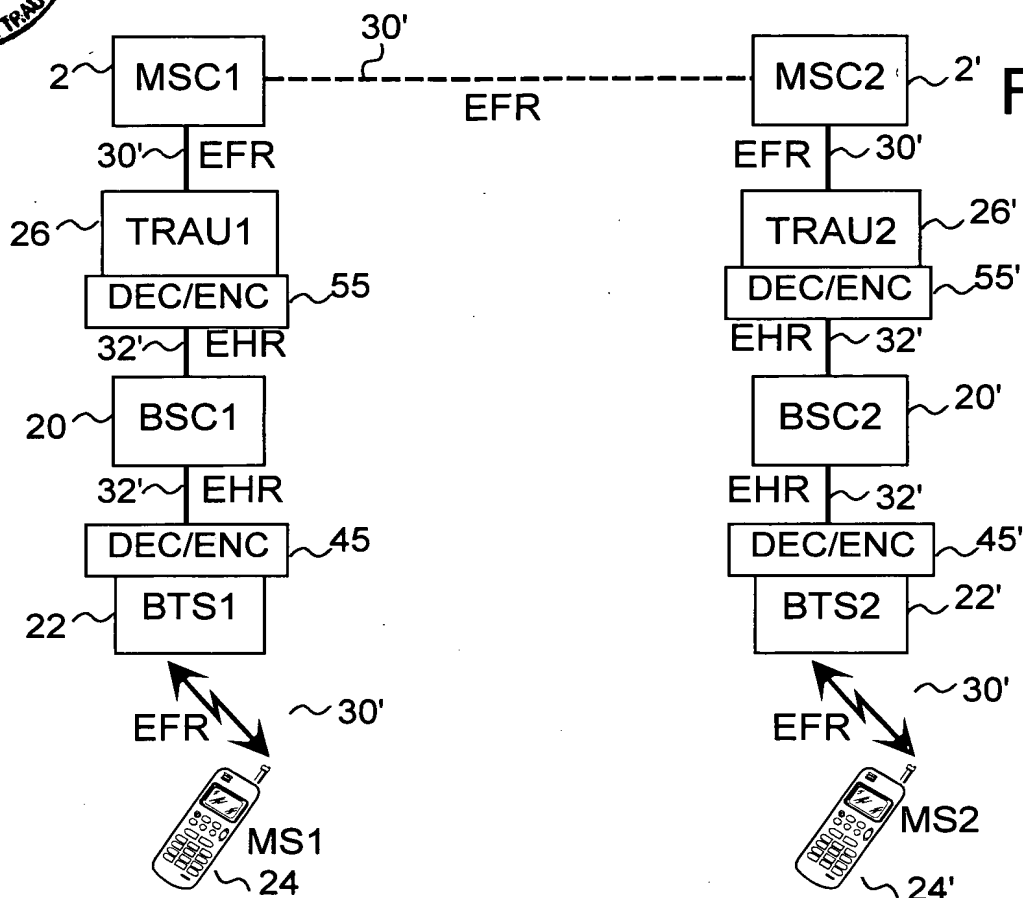 TRAU
30'
2 MSC1 MSC2 2'
EFR
F
30' EFR EFR 30'
26 TRAU1 TRAU2 26'
DEC/ENC 55 DEC/ENC 55'
32' EHR EHR 32'
20 BSC1 BSC2 20'
32' EHR EHR 32'
DEC/ENC 45 DEC/ENC 45'
22 BTS1 BTS2 22'
EFR 30' EFR 30'
MS1 MS2
24 24'